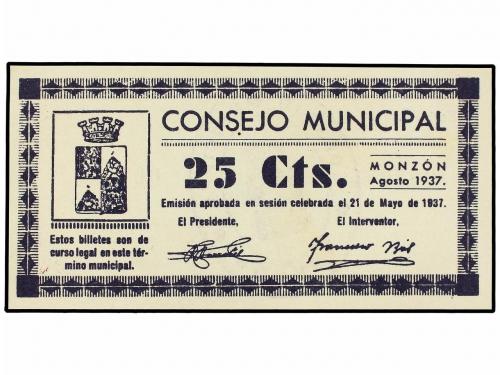 CONSEJO MUNICIPAL
25 Cts.
MONZÓN
Agosto 1937.
Emisión aprobada en sesión celebrada el 21 de Mayo de 1937.
El Presidente,
El Interventor,
Estos billetes son de
curso legal en este tér-
mino municipal.